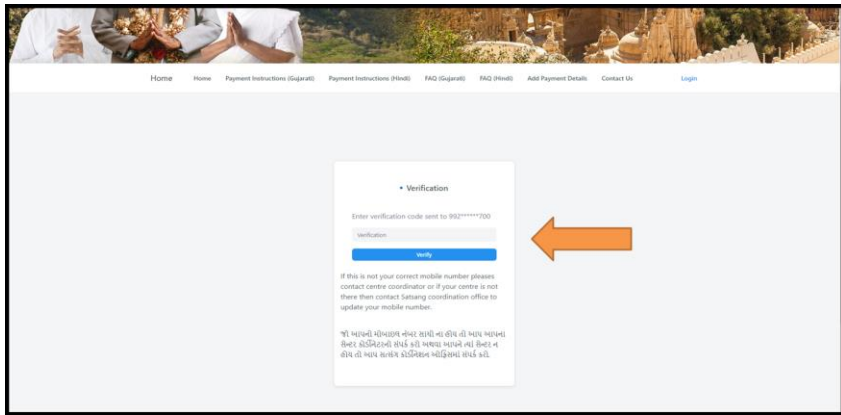 Home Home Payment Instructions (Gujarati) Payment Instructions (Hindi) FAQ (Gujarati) FAQ (Hindi) Add Payment Details Contact Us Login
• Verification
Enter verification code sent to 992******700
Verification
Verify
If this is not your correct mobile number pleases
contact centre coordinator or if your centre is not
there then contact Satsang coordination office to
update your mobile number.
જો આપનો મોબાઇલ નંબર સાચો ના હોય તો આપ આપના
સેન્ટર કોર્ડીનેટરનો સંપર્ક કરો અથવા આપને ત્યાં સેન્ટર ન
હોય તો આપ સત્સંગ કોર્ડીનેશન ઓફિસમાં સંપર્ક કરો.